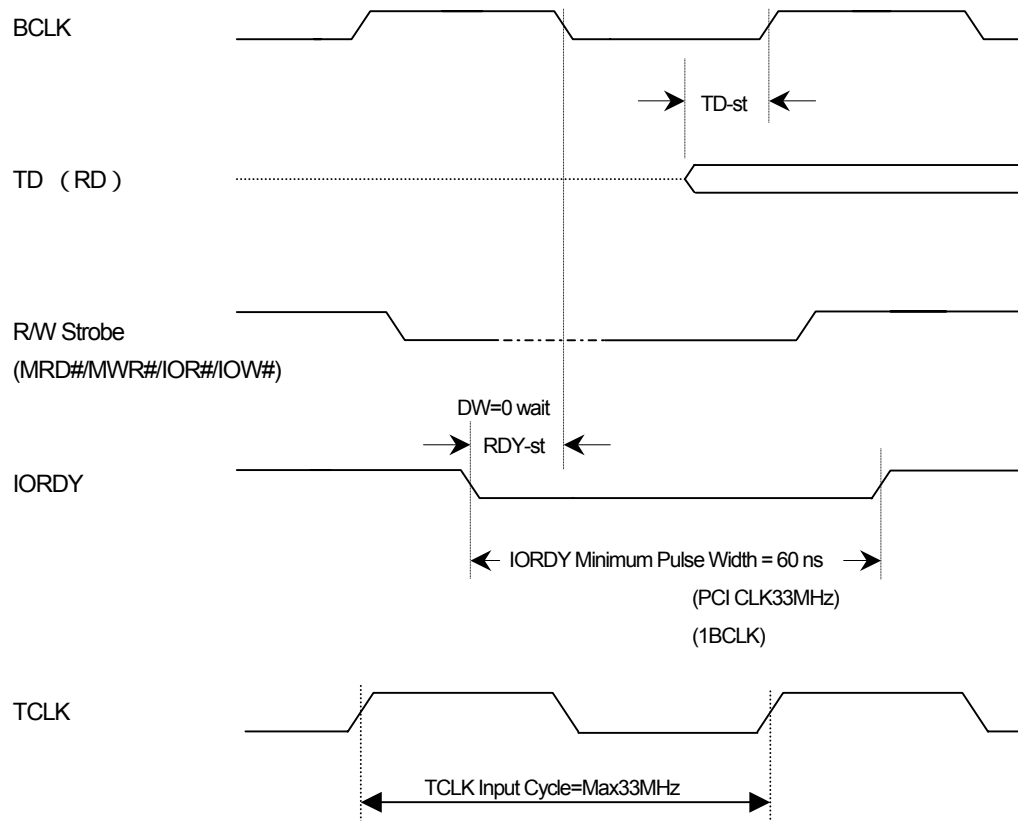 BCLK
TD-st
TD （ RD ）
R/W Strobe
(MRD#/MWR#/IOR#/IOW#)
DW=0 wait
RDY-st
IORDY
IORDY Minimum Pulse Width = 60 ns
(PCI CLK33MHz)
(1BCLK)
TCLK
TCLK Input Cycle=Max33MHz